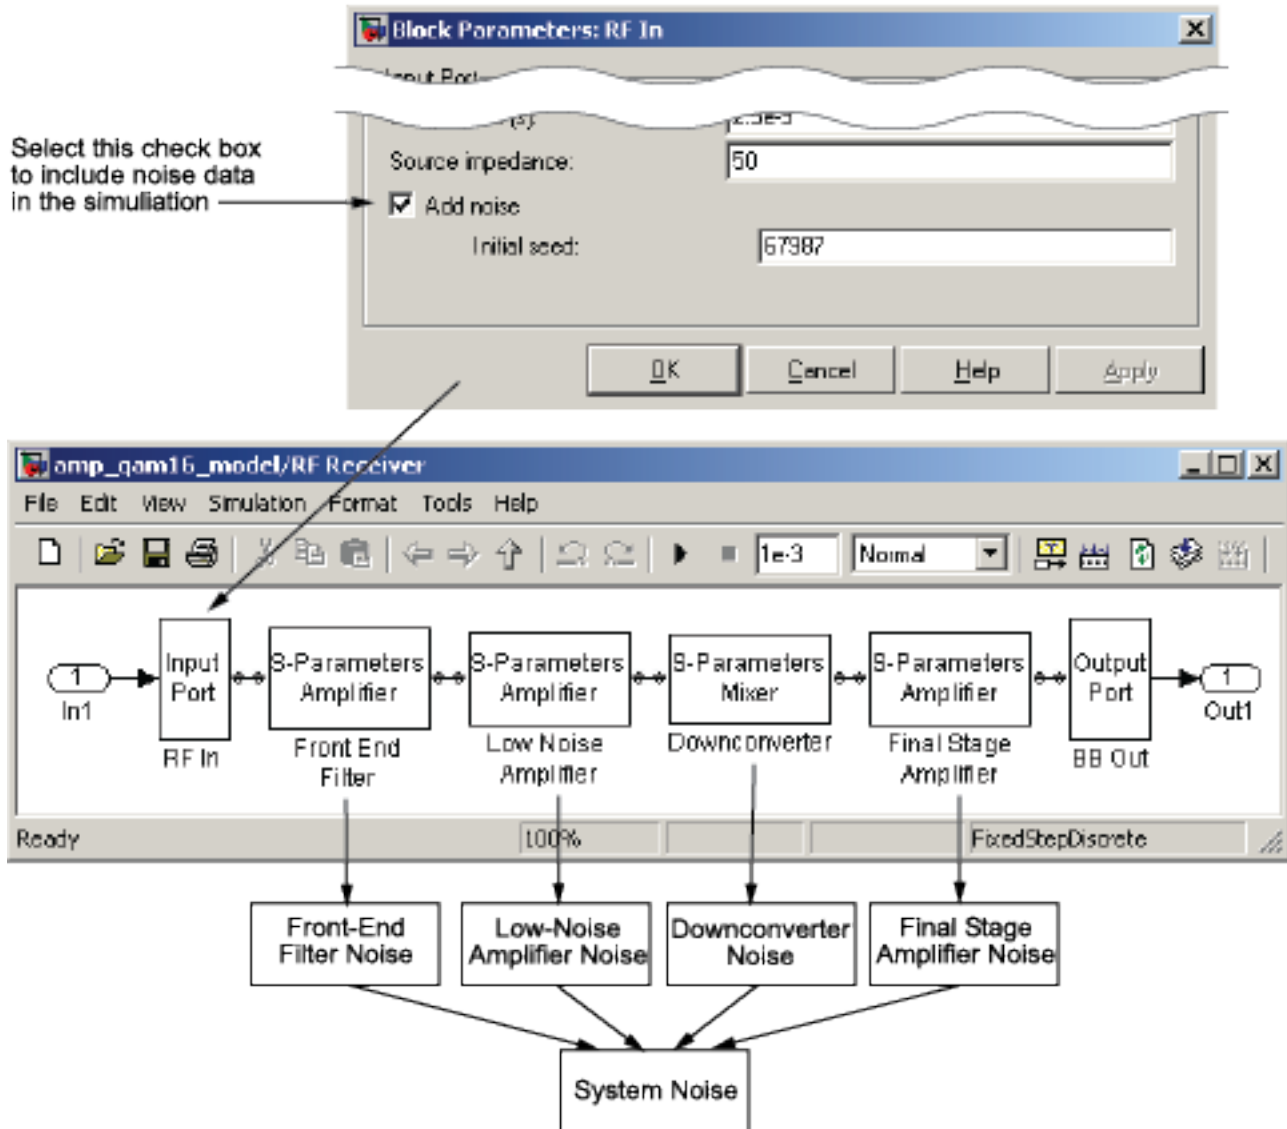 Block Parameters: RF In
Input Port
Select this check box
to include noise data
in the simuliation
Source impedance:
50
Add noise
Initial seed:
67987
OK
Cancel
Help
Apply
amp_qam16_model/RF Receiver
File Edit View Simulation Format Tools Help
1e-3
Normal
1
In1
Input
Port
RF In
S-Parameters
Amplifier
Front End
Filter
S-Parameters
Amplifier
Low Noise
Amplifier
S-Parameters
Mixer
Downconverter
S-Parameters
Amplifier
Final Stage
Amplifier
Output
Port
BB Out
1
Out1
Ready
100%
FixedStepDiscrete
Front-End
Filter Noise
Low-Noise
Amplifier Noise
Downconverter
Noise
Final Stage
Amplifier Noise
System Noise